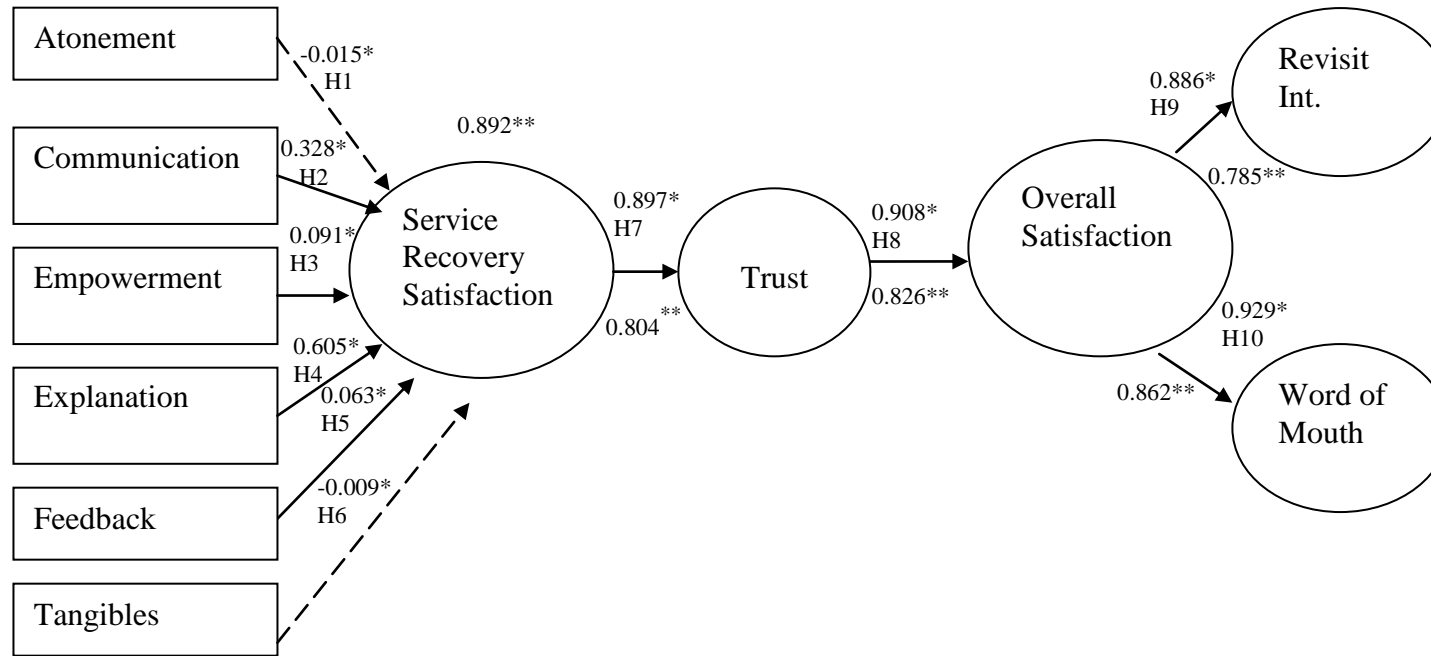 Atonement
-0.015*
H1
Communication
0.328*
H2
Empowerment
0.091*
H3
Explanation
0.605*
H4
Feedback
0.063*
H5
Tangibles
-0.009*
H6
0.892**
Service
Recovery
Satisfaction
0.897*
H7
0.804**
Trust
0.908*
H8
0.826**
Overall
Satisfaction
0.886*
H9
0.785**
Revisit
Int.
0.929*
H10
0.862**
Word of
Mouth